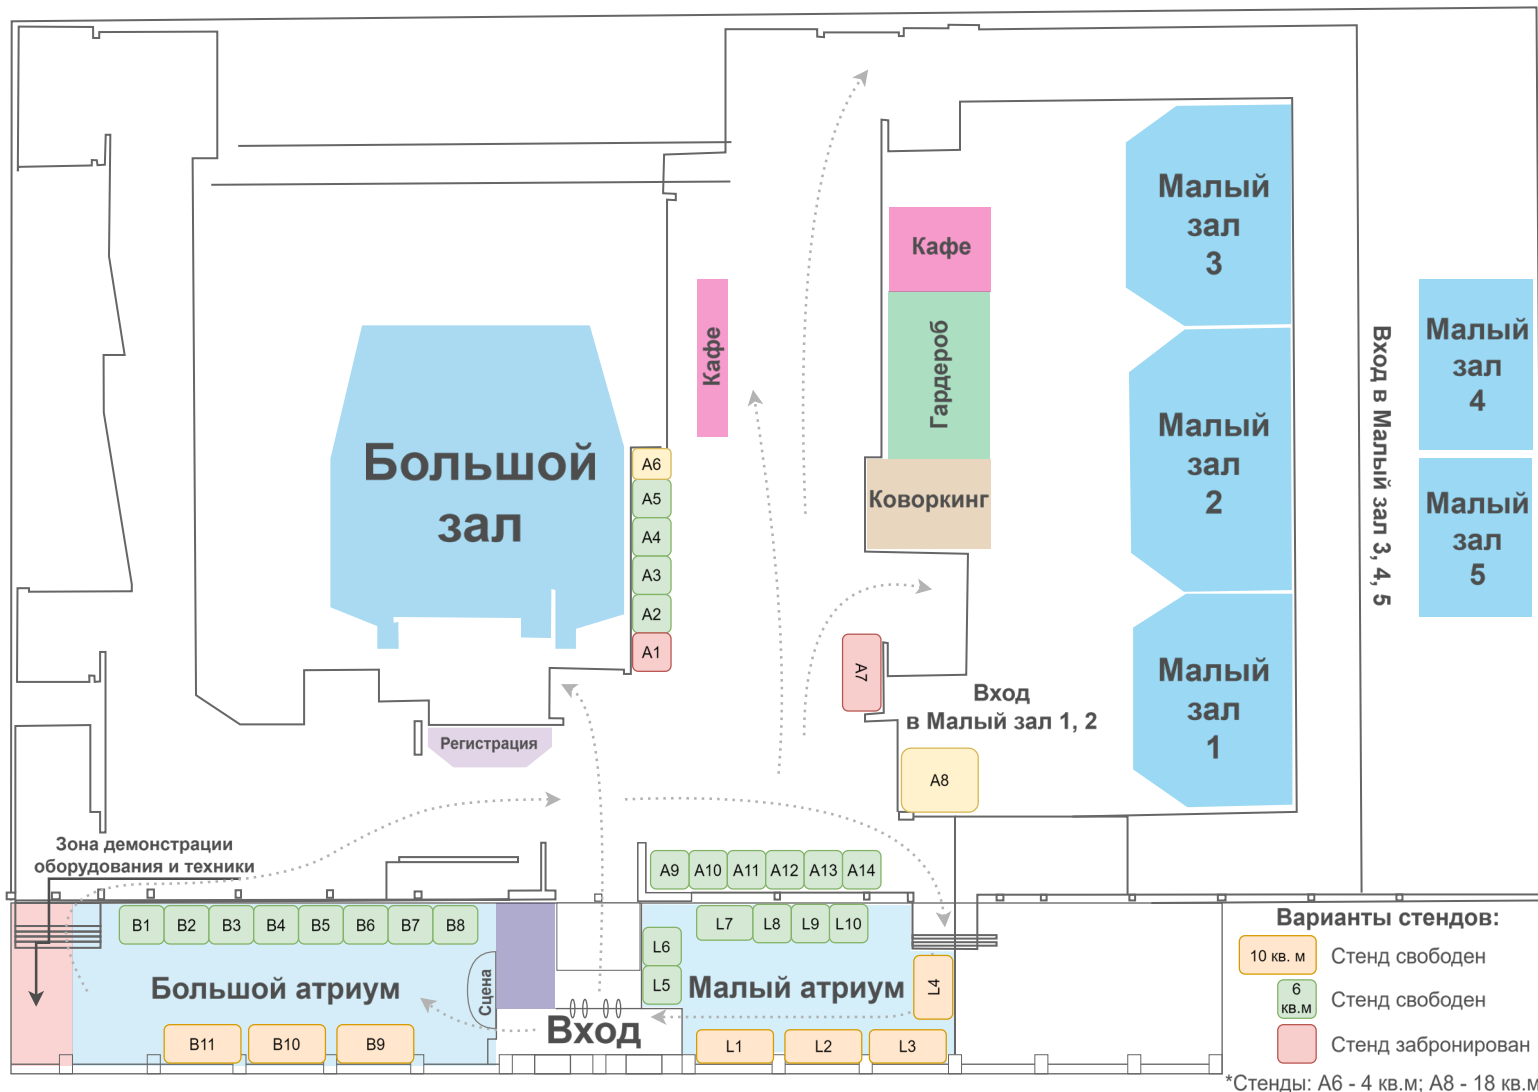 Малый
зал
3
Кафе
Кафе
Гардероб
Вход в Малый зал 3, 4, 5
Малый
зал
4
Большой
зал
A6
A5
A4
A3
A2
A1
Коворкинг
Малый
зал
2
Малый
зал
5
A7
Вход
в Малый зал 1, 2
Малый
зал
1
Регистрация
A8
Зона демонстрации
оборудования и техники
A9
A10
A11
A12
A13
A14
B1
B2
B3
B4
B5
B6
B7
B8
L7
L8
L9
L10
L6
L5
L4
Большой атриум
Сцена
Малый атриум
Вход
B11
B10
B9
L1
L2
L3
Варианты стендов:
10 кв. м
Стенд свободен
6
кв.м
Стенд свободен
Стенд забронирован
*Стенды: А6 - 4 кв.м; А8 - 18 кв.м